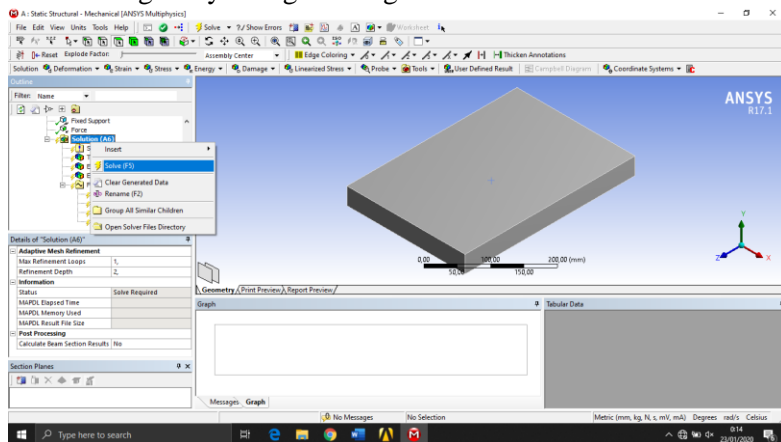 A : Static Structural - Mechanical [ANSYS Multiphysics]
File Edit View Units Tools Help Solve ?/ Show Errors Worksheet
Reset Explode Factor: Assembly Center Edge Coloring Thicken Annotations
Solution Deformation Strain Stress Energy Damage Linearized Stress Probe Tools User Defined Result Campbell Diagram Coordinate Systems
Outline
Filter: Name
Fixed Support
Force
Solution (A6)
Insert
Solve (F5)
Clear Generated Data
Rename (F2)
Group All Similar Children
Open Solver Files Directory
ANSYS
R17.1
Details of "Solution (A6)"
Adaptive Mesh Refinement
Max Refinement Loops 1,
Refinement Depth 2,
Information
Status Solve Required
MAPDL Elapsed Time
MAPDL Memory Used
MAPDL Result File Size
Post Processing
Calculate Beam Section Results No
Section Planes
0,00 100,00 200,00 (mm)
50,00 150,00
Y
Z X
Geometry Print Preview Report Preview
Graph
Tabular Data
Messages Graph
No Messages No Selection Metric (mm, kg, N, s, mV, mA) Degrees rad/s Celsius
Type here to search
0:14
23/01/2020